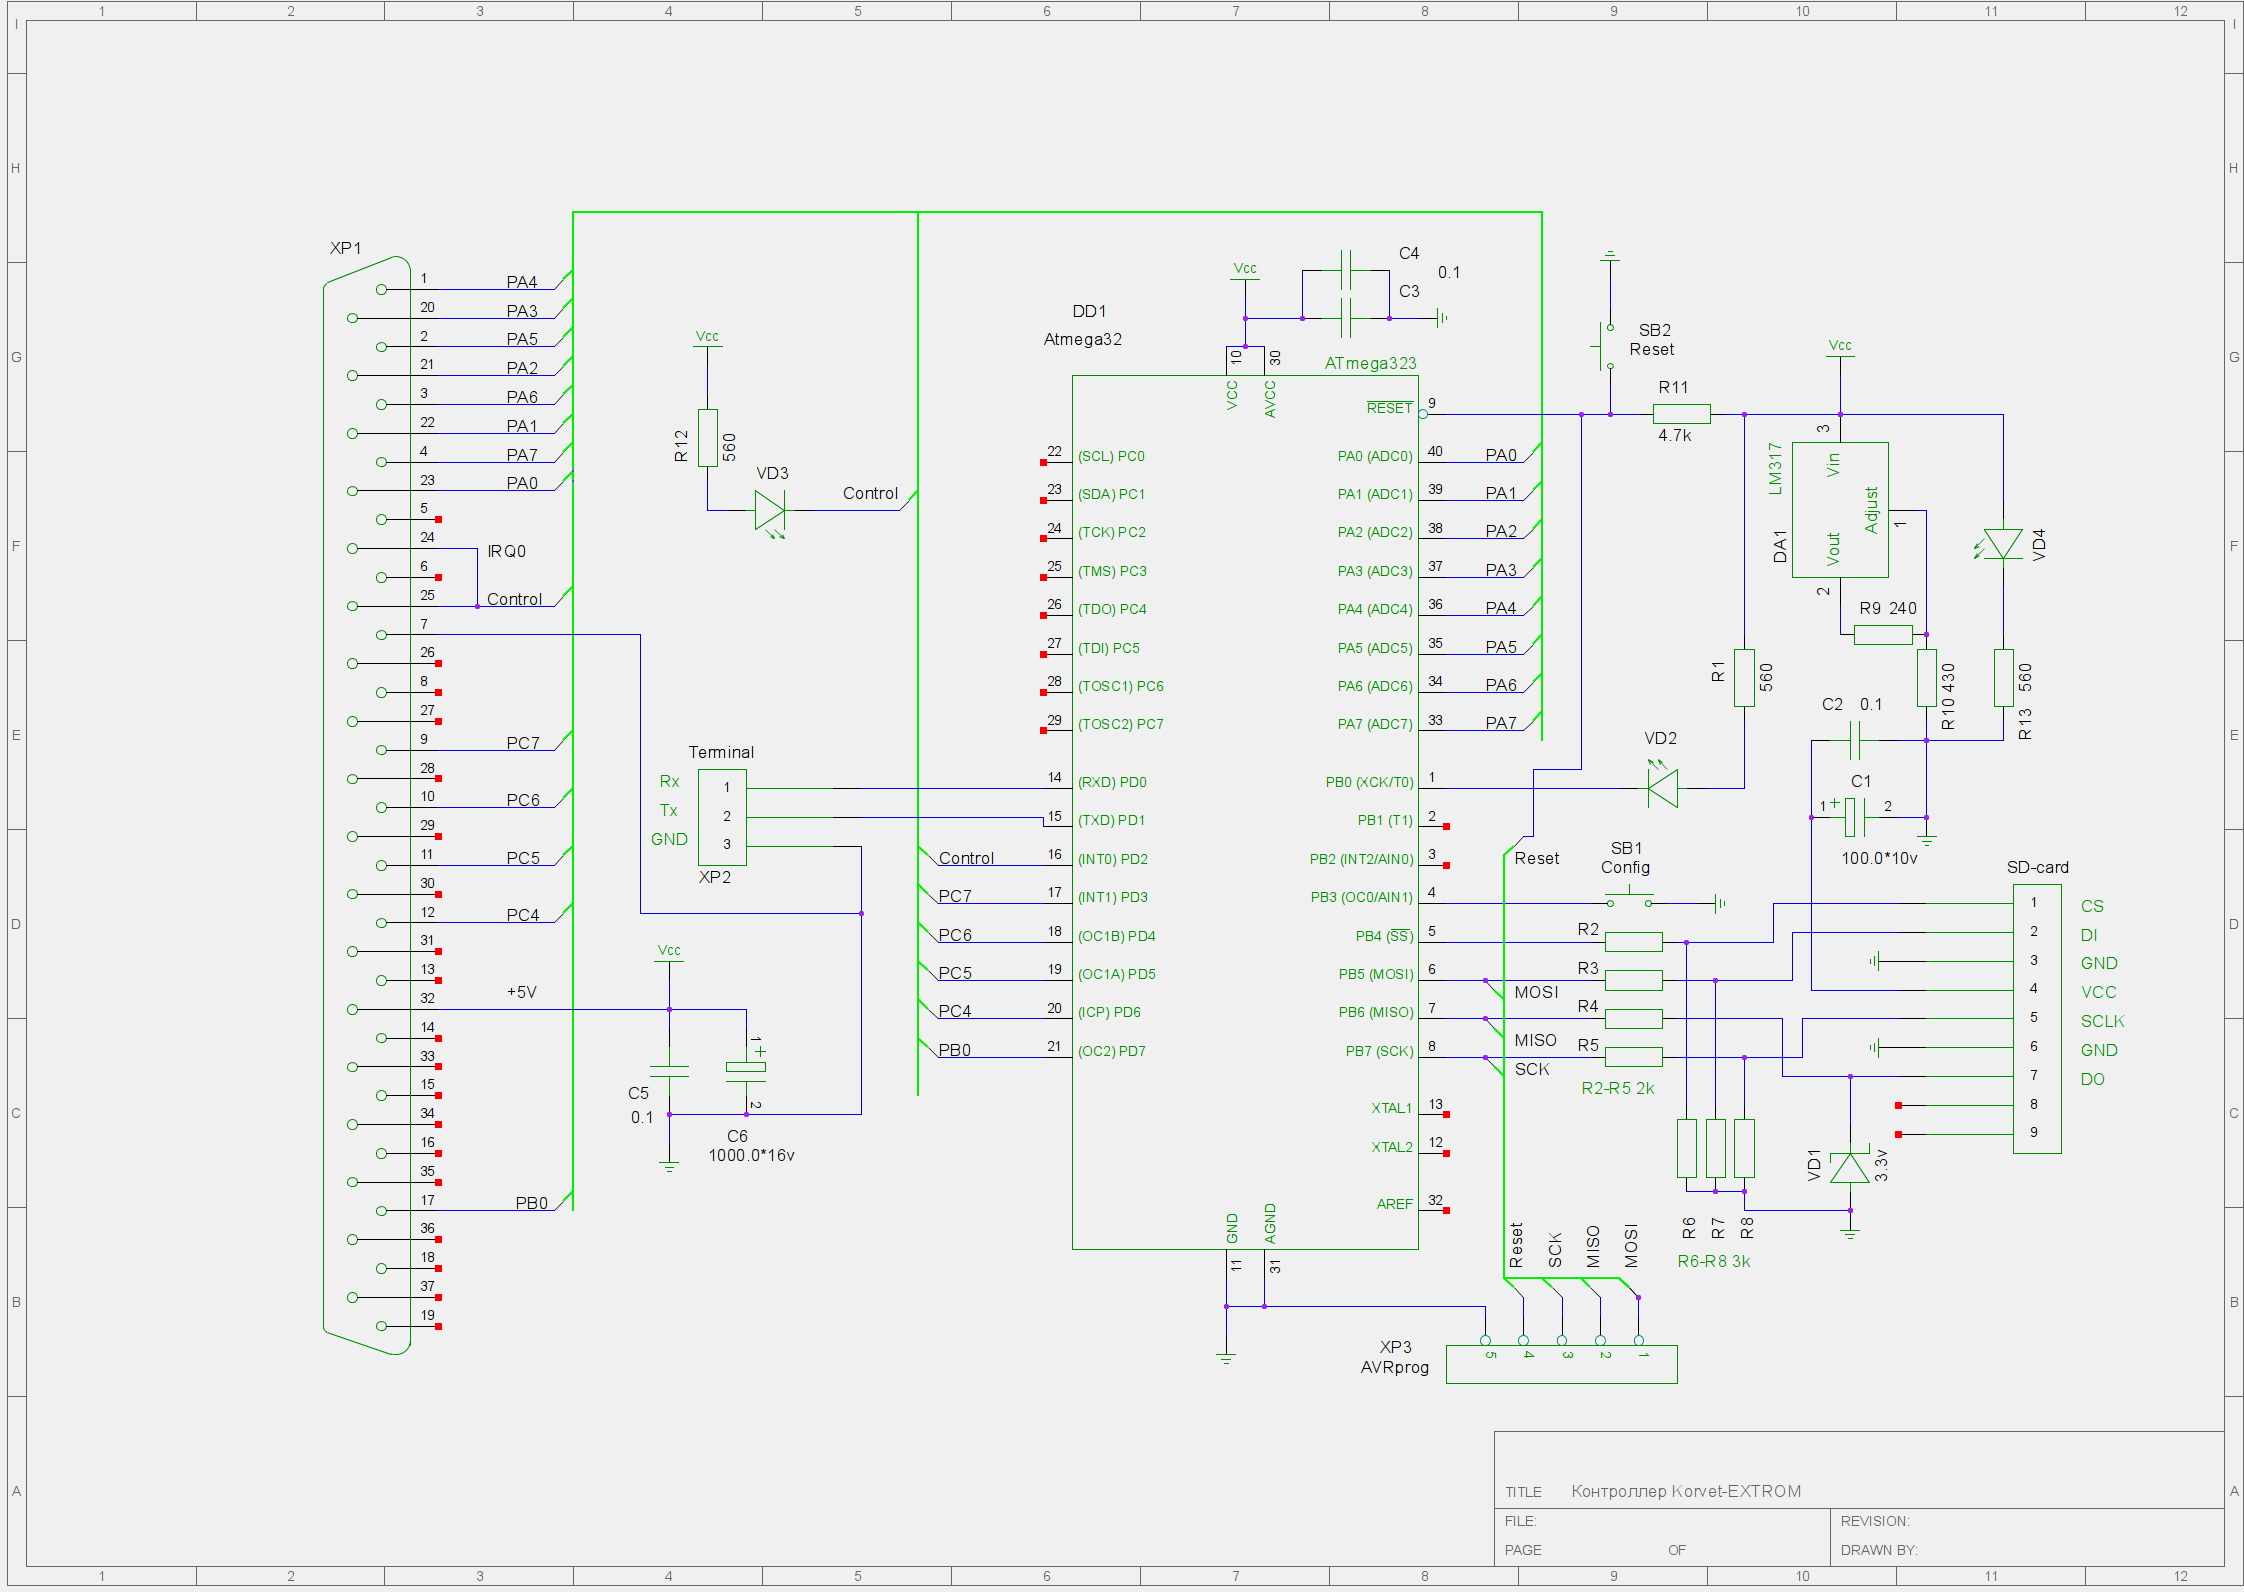 1 2 3 4 5 6 7 8 9 10 11 12
I
H
G
F
E
D
C
B
A
I
H
G
F
E
D
C
B
A
XP1
1 PA4
20 PA3
2 PA5
21 PA2
3 PA6
22 PA1
4 PA7
23 PA0
5
24 IRQ0
6
25 Control
7
26
8
27
9 PC7
28
10 PC6
29
11 PC5
30
12 PC4
31
13
32 +5V
14
33
15
34
16
35
17 PB0
36
18
37
19
Vcc
R12
560
VD3
Control
Terminal
Rx 1
Tx 2
GND 3
XP2
Vcc
C5
0.1
1
+
2
C6
1000.0*16v
Control
PC7
PC6
PC5
PC4
PB0
DD1
Atmega32
ATmega323
Vcc
C4
0.1
C3
10
30
VCC
AVCC
22 (SCL) PC0
23 (SDA) PC1
24 (TCK) PC2
25 (TMS) PC3
26 (TDO) PC4
27 (TDI) PC5
28 (TOSC1) PC6
29 (TOSC2) PC7
14 (RXD) PD0
15 (TXD) PD1
16 (INT0) PD2
17 (INT1) PD3
18 (OC1B) PD4
19 (OC1A) PD5
20 (ICP) PD6
21 (OC2) PD7
RESET 9
PA0 (ADC0) 40 PA0
PA1 (ADC1) 39 PA1
PA2 (ADC2) 38 PA2
PA3 (ADC3) 37 PA3
PA4 (ADC4) 36 PA4
PA5 (ADC5) 35 PA5
PA6 (ADC6) 34 PA6
PA7 (ADC7) 33 PA7
PB0 (XCK/T0) 1
PB1 (T1) 2
PB2 (INT2/AIN0) 3
PB3 (OC0/AIN1) 4
PB4 (SS) 5
PB5 (MOSI) 6
PB6 (MISO) 7
PB7 (SCK) 8
XTAL1 13
XTAL2 12
AREF 32
GND
AGND
11
31
SB2
Reset
R11
4.7k
Vcc
3
LM317
Vin
Adjust
1
Vout
DA1
2
R9 240
R10 430
VD4
560
R13
R1
560
VD2
C2 0.1
C1
1 + 2
100.0*10v
Reset
SB1
Config
R2
R3
MOSI
R4
MISO
R5
SCK
R2-R5 2k
SD-card
1 CS
2 DI
3 GND
4 VCC
5 SCLK
6 GND
7 DO
8
9
VD1
3.3v
R6
R7
R8
R6-R8 3k
Reset
SCK
MISO
MOSI
XP3
AVRprog
5 4 3 2 1
TITLE Контроллер Korvet-EXTROM
FILE: REVISION:
PAGE OF DRAWN BY:
1 2 3 4 5 6 7 8 9 10 11 12